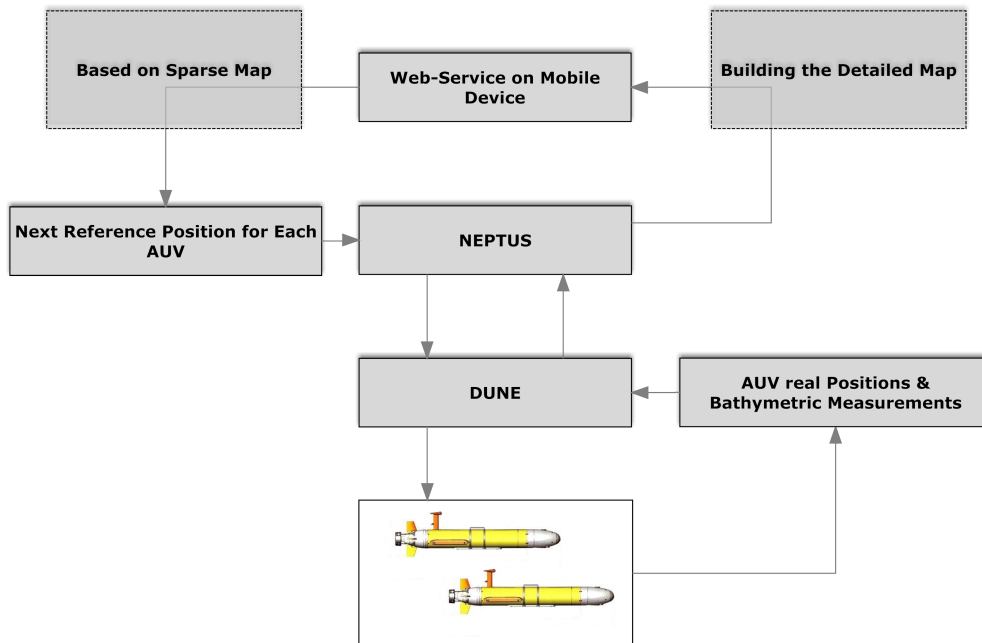 Based on Sparse Map
Web-Service on Mobile
Device
Building the Detailed Map
Next Reference Position for Each
AUV
NEPTUS
DUNE
AUV real Positions &
Bathymetric Measurements